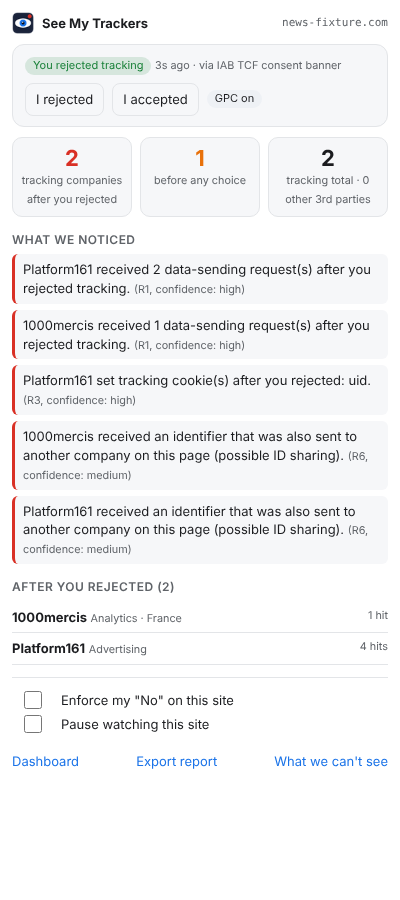 See My Trackers
news-fixture.com
You rejected tracking 3s ago · via IAB TCF consent banner
I rejected
I accepted
GPC on
2
tracking companies
after you rejected
1
before any choice
2
tracking total · 0
other 3rd parties
WHAT WE NOTICED
Platform161 received 2 data-sending request(s) after you
rejected tracking. (R1, confidence: high)
1000mercis received 1 data-sending request(s) after you
rejected tracking. (R1, confidence: high)
Platform161 set tracking cookie(s) after you rejected: uid.
(R3, confidence: high)
1000mercis received an identifier that was also sent to
another company on this page (possible ID sharing). (R6,
confidence: medium)
Platform161 received an identifier that was also sent to
another company on this page (possible ID sharing). (R6,
confidence: medium)
AFTER YOU REJECTED (2)
1000mercis Analytics · France
1 hit
Platform161 Advertising
4 hits
Enforce my "No" on this site
Pause watching this site
Dashboard
Export report
What we can't see